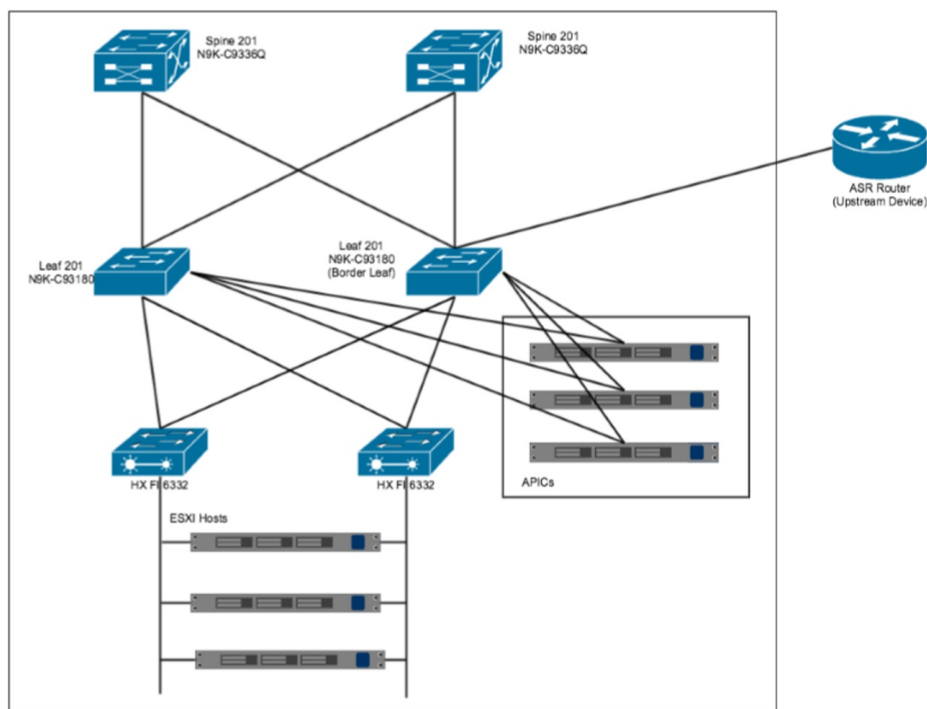 Spine 201
N9K-C9336Q
Spine 201
N9K-C9336Q
ASR Router
(Upstream Device)
Leaf 201
N9K-C93180
Leaf 201
N9K-C93180
(Border Leaf)
HX FI 6332
HX FI 6332
APICs
ESXI Hosts